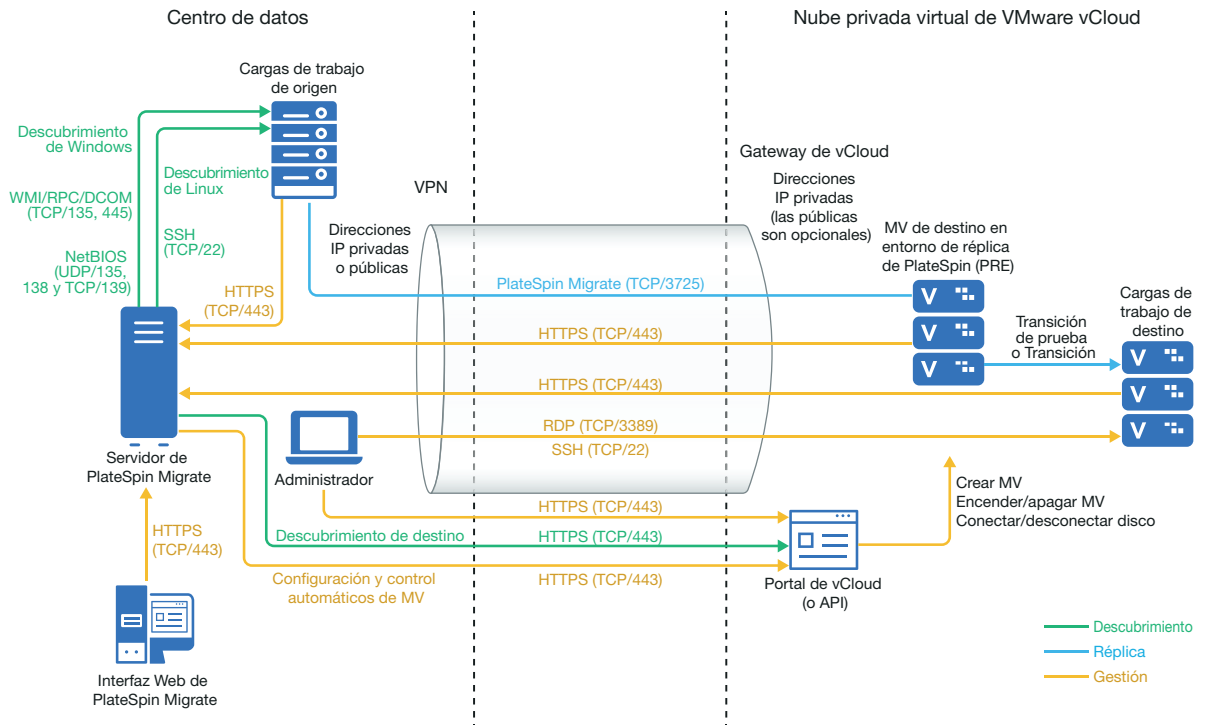 Centro de datos
Nube privada virtual de VMware vCloud
Cargas de trabajo
de origen
Descubrimiento
de Windows
Descubrimiento
de Linux
WMI/RPC/DCOM
(TCP/135, 445)
SSH
(TCP/22)
NetBIOS
(UDP/135,
138 y TCP/139)
HTTPS
(TCP/443)
VPN
Direcciones
IP privadas
o públicas
Gateway de vCloud
Direcciones
IP privadas
(las públicas
son opcionales)
MV de destino en
entorno de réplica
de PlateSpin (PRE)
V
V
V
Cargas de
trabajo de
destino
V
V
V
Transición
de prueba
o Transición
PlateSpin Migrate (TCP/3725)
HTTPS (TCP/443)
HTTPS (TCP/443)
RDP (TCP/3389)
SSH (TCP/22)
Servidor de
PlateSpin Migrate
Administrador
HTTPS
(TCP/443)
HTTPS (TCP/443)
Descubrimiento de destino
HTTPS (TCP/443)
Configuración y control
automáticos de MV
HTTPS (TCP/443)
Crear MV
Encender/apagar MV
Conectar/desconectar disco
Portal de vCloud
(o API)
Interfaz Web de
PlateSpin Migrate
Descubrimiento
Réplica
Gestión